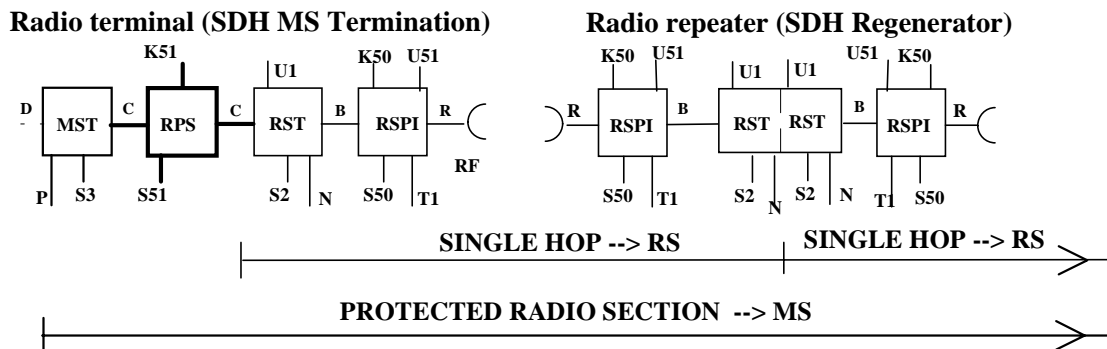 Radio terminal (SDH MS Termination) Radio repeater (SDH Regenerator)
K51 K50 U51 K50 U51 U51 K50
U1 U1 U1
D C C B R R B B R
MST RPS RST RSPI RSPI RST RST RSPI
RF
P S3 S51 S2 N S50 T1 S50 T1 S2 N S2 N T1 S50
SINGLE HOP --> RS SINGLE HOP --> RS
PROTECTED RADIO SECTION --> MS